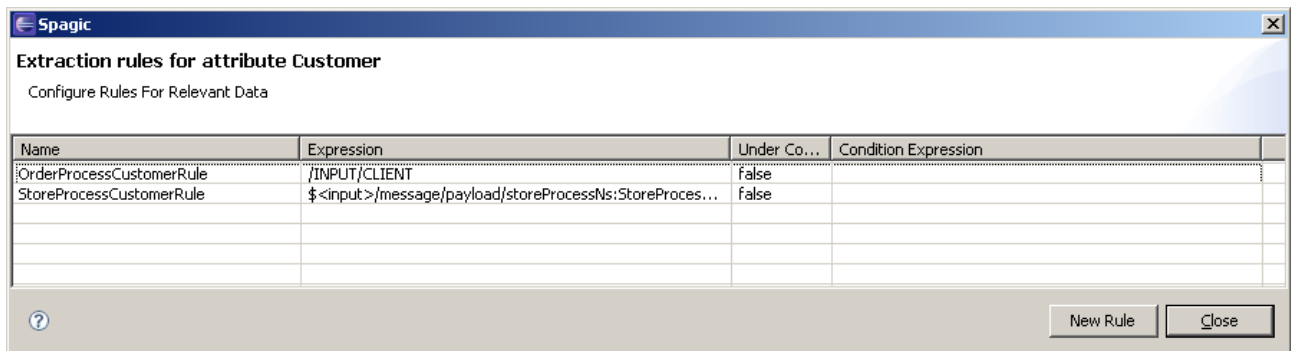 Spagic
Extraction rules for attribute Customer
Configure Rules For Relevant Data
Name Expression Under Co... Condition Expression
OrderProcessCustomerRule /INPUT/CLIENT false
StoreProcessCustomerRule $<input>/message/payload/storeProcessNs:StoreProces... false
? New Rule Close